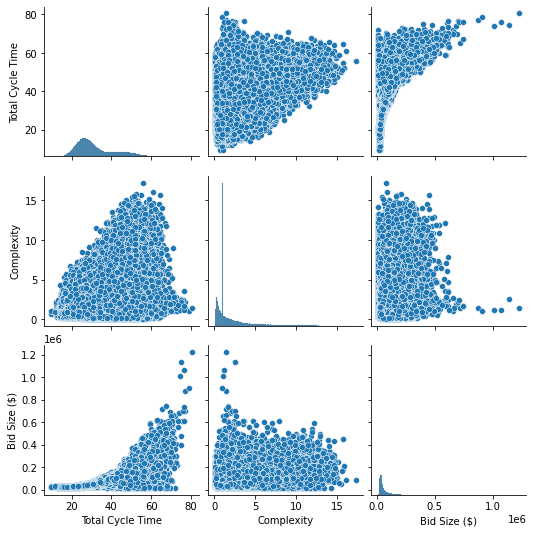 80
60
40
20
Total Cycle Time
15
10
5
0
Complexity
1e6
1.2
1.0
0.8
0.6
0.4
0.2
0.0
Bid Size ($)
20 40 60 80
Total Cycle Time
0 5 10 15
Complexity
0.0 0.5 1.0
1e6
Bid Size ($)